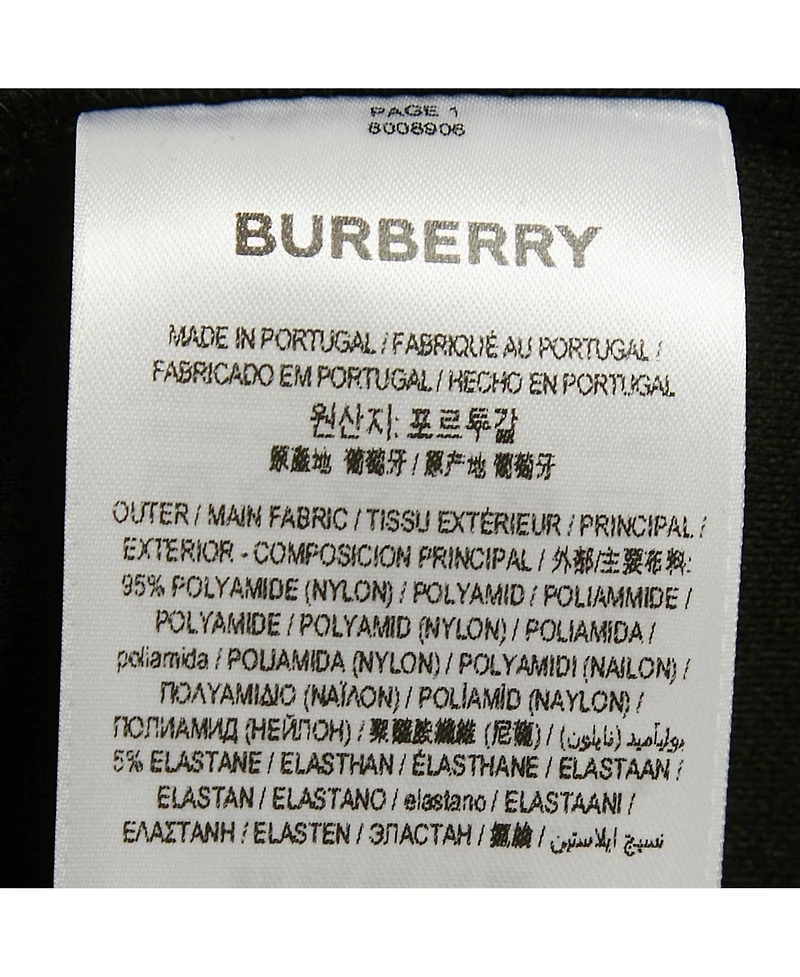 PAGE 1
8008906
BURBERRY
MADE IN PORTUGAL / FABRIQUÉ AU PORTUGAL /
FABRICADO EM PORTUGAL / HECHO EN PORTUGAL
원산지: 포르투갈
原産地 葡萄牙 / 原产地 葡萄牙
OUTER / MAIN FABRIC / TISSU EXTÉRIEUR / PRINCIPAL /
EXTERIOR - COMPOSICION PRINCIPAL / 外部/主要布料:
95% POLYAMIDE (NYLON) / POLYAMID / POLIAMMIDE /
POLYAMIDE / POLYAMID (NYLON) / POLIAMIDA /
poliamida / POLIAMIDA (NYLON) / POLYAMIDI (NAILON) /
ΠΟΛΥΑΜΙΔΙΟ (ΝΑΪΛΟΝ) / POLİAMİD (NAYLON) /
ПОЛИАМИД (НЕЙЛОН) / 聚醯胺纖維 (尼龍) / بولياميد (نايلون)
5% ELASTANE / ELASTHAN / ÉLASTHANE / ELASTAAN /
ELASTAN / ELASTANO / elastano / ELASTAANI /
ΕΛΑΣΤΑΝΗ / ELASTEN / ЭЛАСТАН / 氨綸 / نسيج ايلاسترين